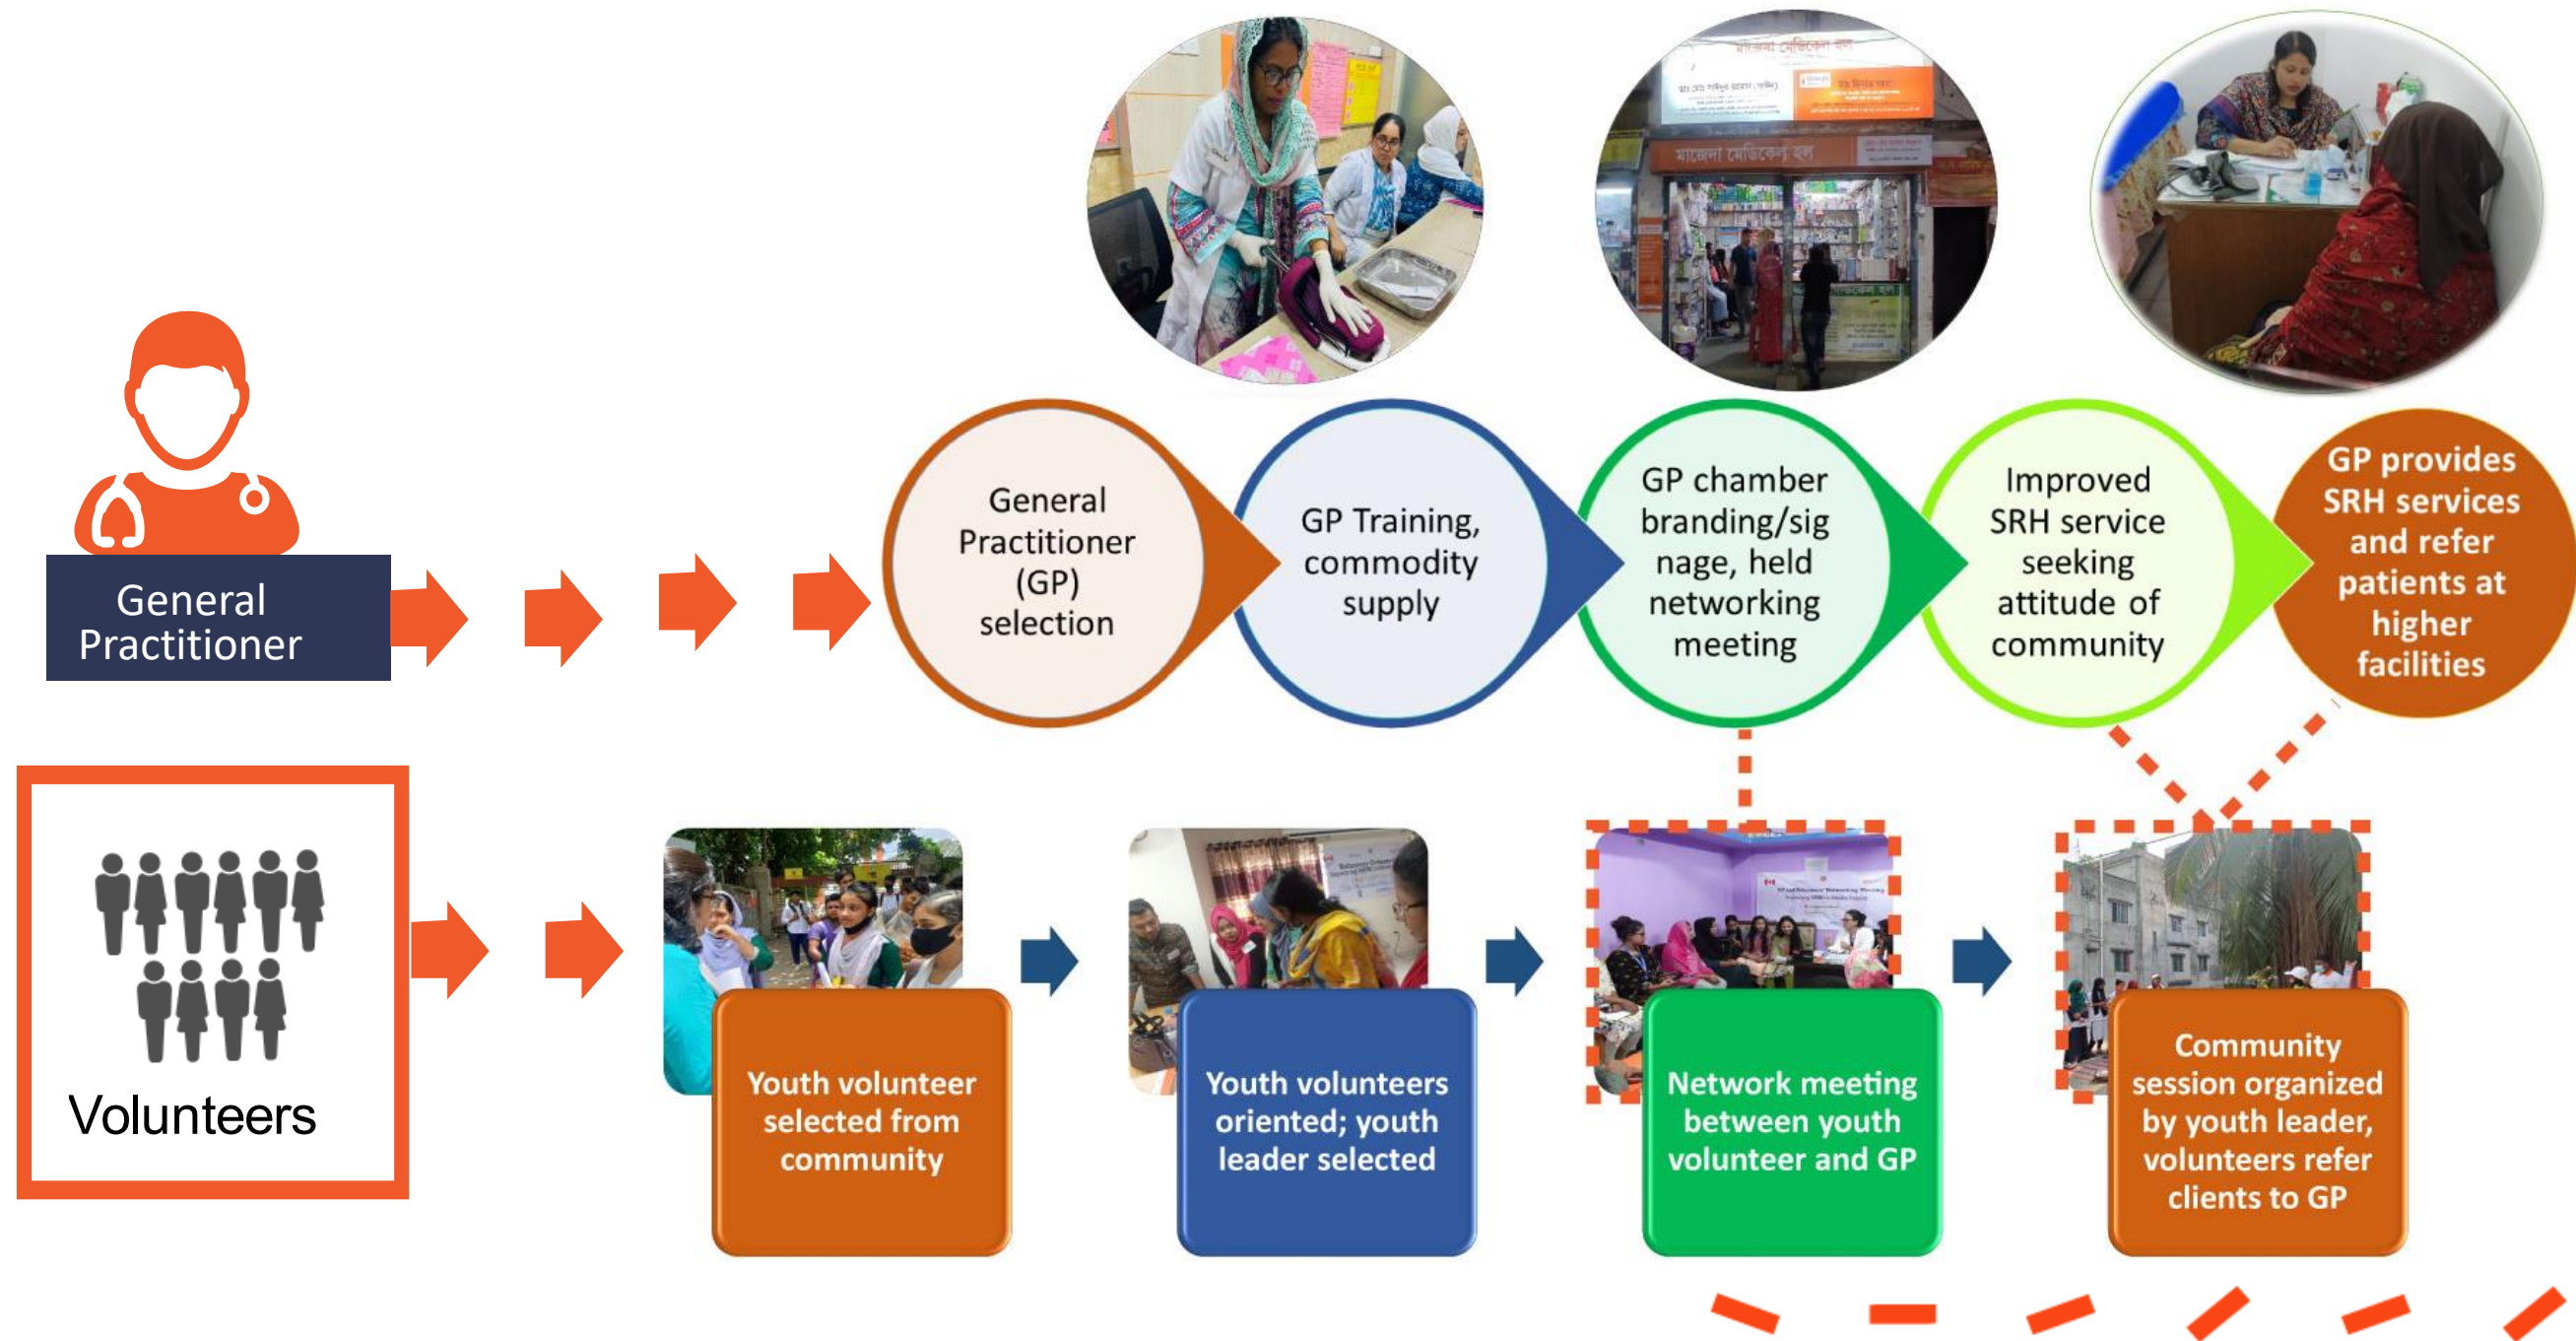 মাজেদা মেডিকেল হল
General
Practitioner
General
Practitioner
(GP)
selection
GP Training,
commodity
supply
GP chamber
branding/sig
nage, held
networking
meeting
Improved
SRH service
seeking
attitude of
community
GP provides
SRH services
and refer
patients at
higher
facilities
Volunteers
Youth volunteer
selected from
community
Youth volunteers
oriented; youth
leader selected
Network meeting
between youth
volunteer and GP
Community
session organized
by youth leader,
volunteers refer
clients to GP